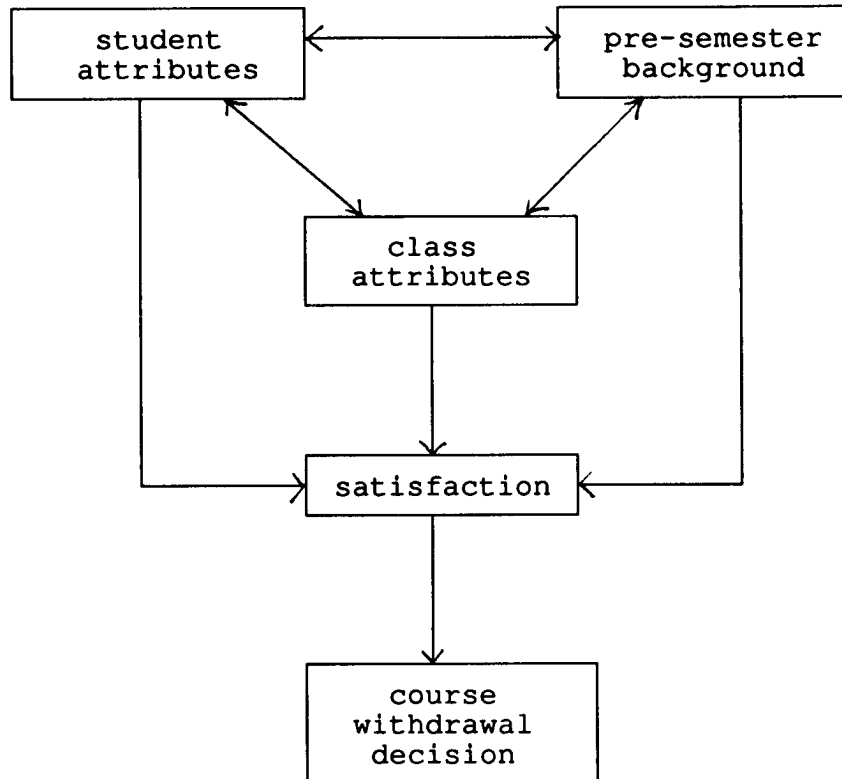 student
attributes
pre-semester
background
class
attributes
satisfaction
course
withdrawal
decision